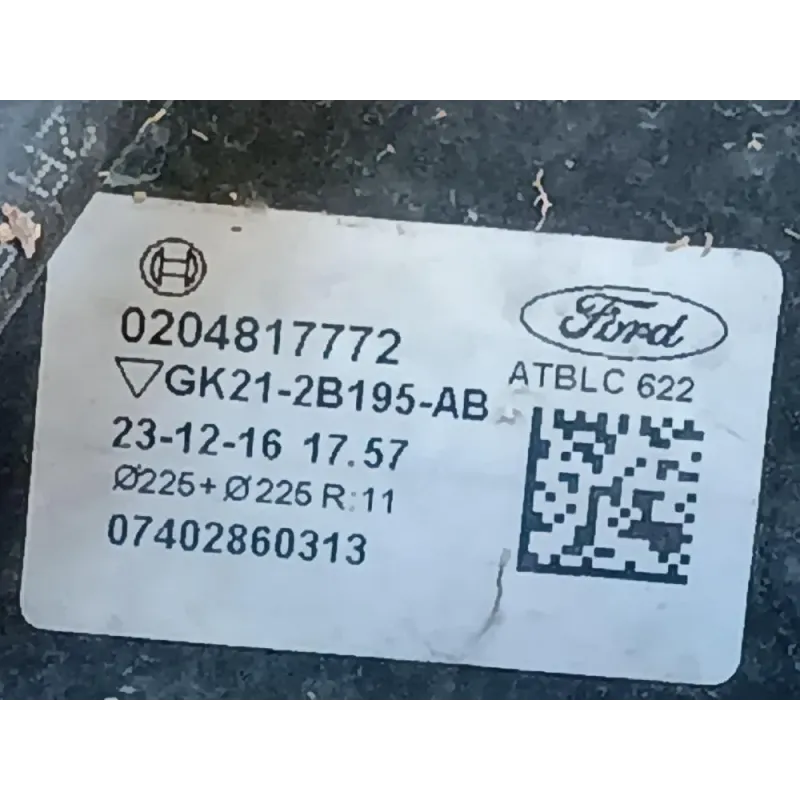 0204817772
▽GK21-2B195-AB
23-12-16 17.57
Ø225+Ø225 R:11
07402860313
Ford
ATBLC 622